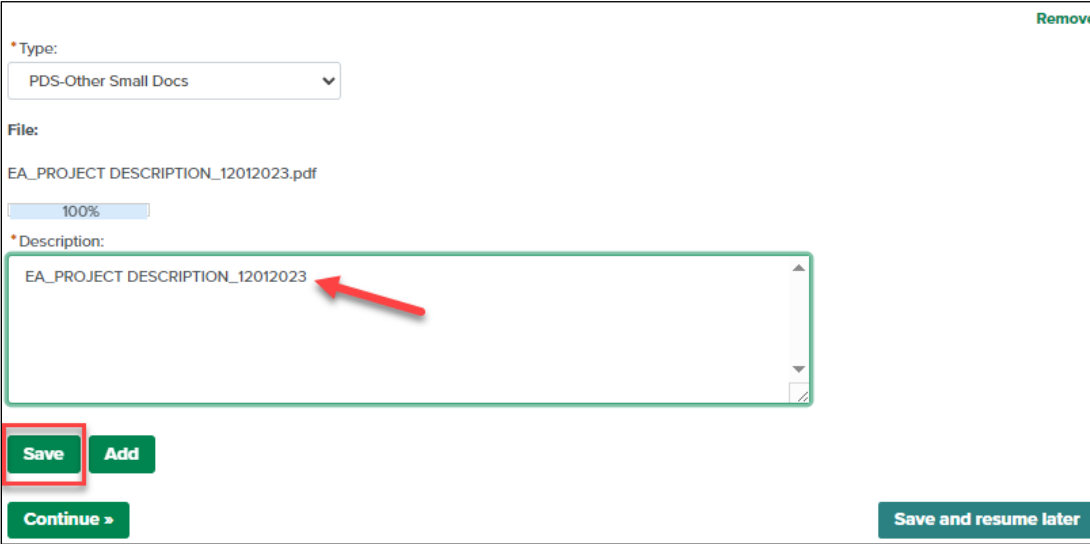 Remove
*Type:
PDS-Other Small Docs
File:
EA_PROJECT DESCRIPTION_12012023.pdf
100%
*Description:
EA_PROJECT DESCRIPTION_12012023
Save Add
Continue » Save and resume later